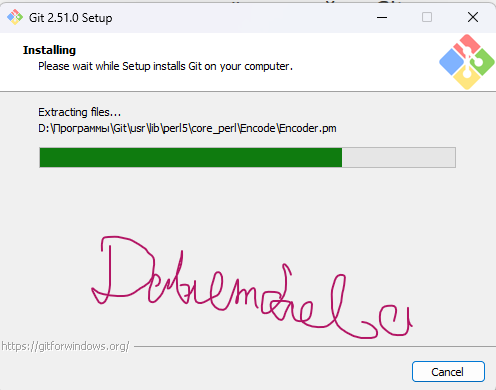 Git 2.51.0 Setup
Installing
Please wait while Setup installs Git on your computer.
Extracting files...
D:\Программы\Git\usr\lib\perl5\core_perl\Encode\Encoder.pm
https://gitforwindows.org/
Cancel